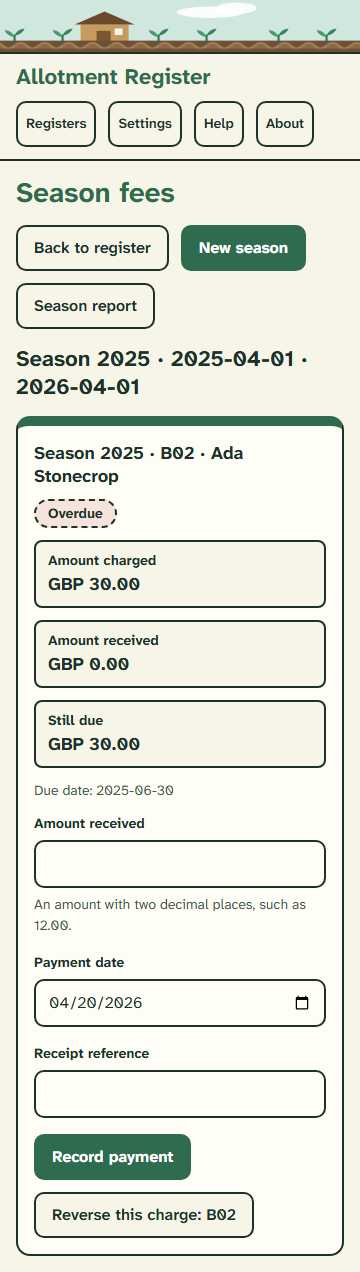 Allotment Register
Registers
Settings
Help
About
Season fees
Back to register
New season
Season report
Season 2025 · 2025-04-01 ·
2026-04-01
Season 2025 · B02 · Ada
Stonecrop
Overdue
Amount charged
GBP 30.00
Amount received
GBP 0.00
Still due
GBP 30.00
Due date: 2025-06-30
Amount received
An amount with two decimal places, such as
12.00.
Payment date
04/20/2026
Receipt reference
Record payment
Reverse this charge: B02